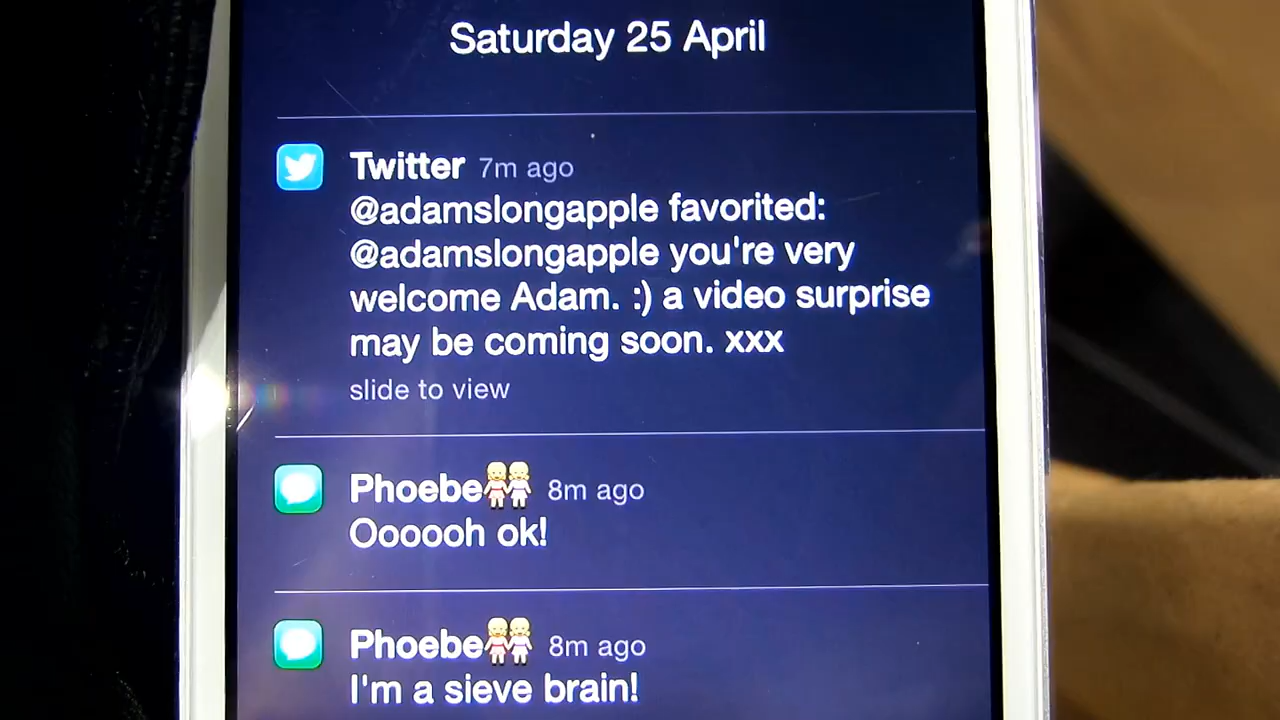 Saturday 25 April
Twitter 7m ago
@adamslongapple favorited:
@adamslongapple you're very
welcome Adam. :) a video surprise
may be coming soon. xxx
slide to view
Phoebe👭 8m ago
Oooooh ok!
Phoebe👭 8m ago
I'm a sieve brain!